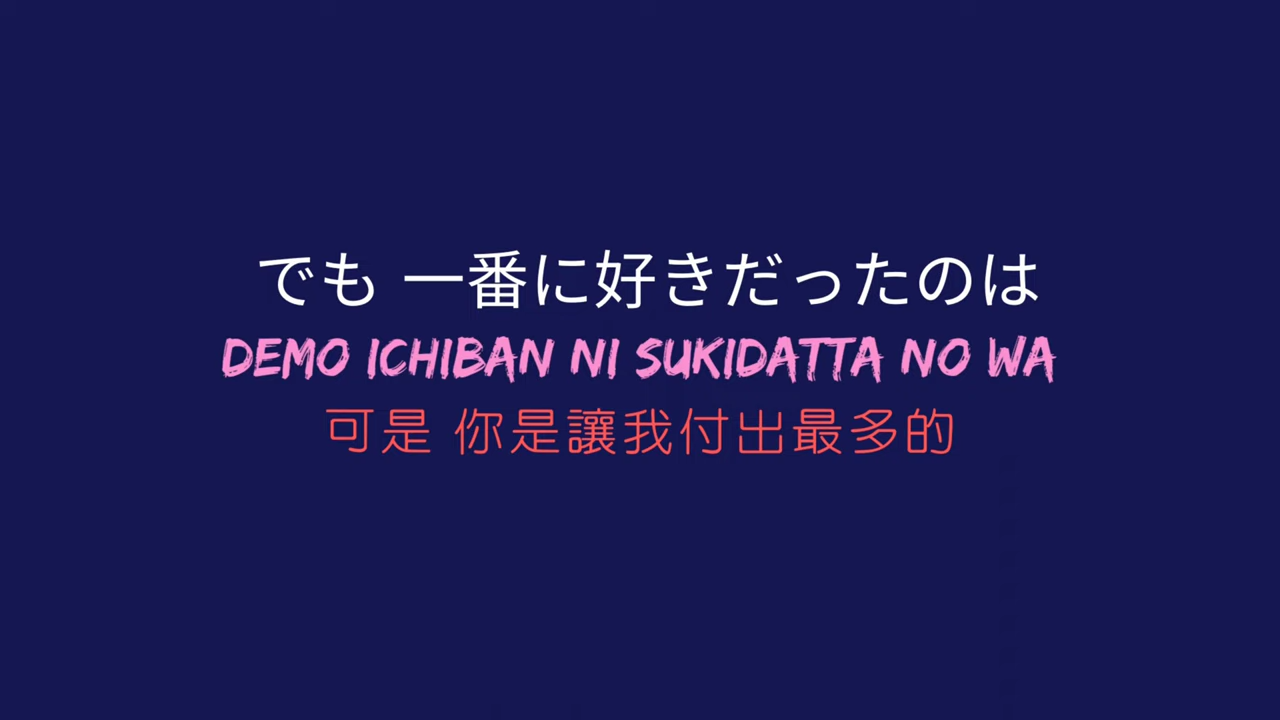 でも 一番に好きだったのは
DEMO ICHIBAN NI SUKIDATTA NO WA
可是 你是讓我付出最多的